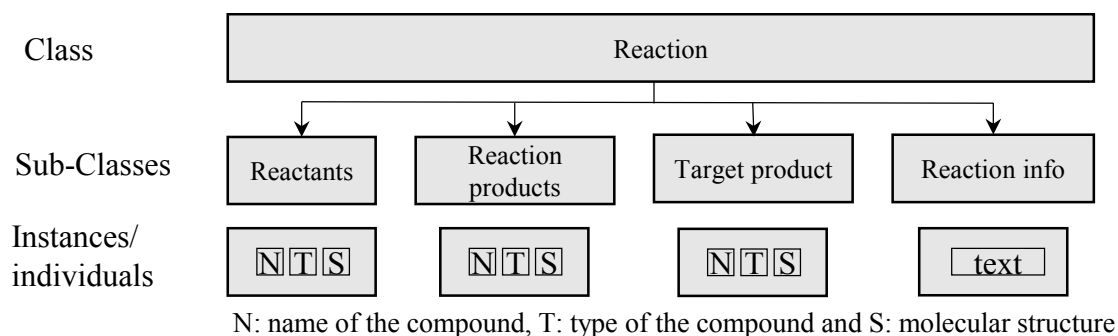 Class
Reaction
Sub-Classes
Reactants
Reaction
products
Target product
Reaction info
Instances/
individuals
N T S
N T S
N T S
text
N: name of the compound, T: type of the compound and S: molecular structure